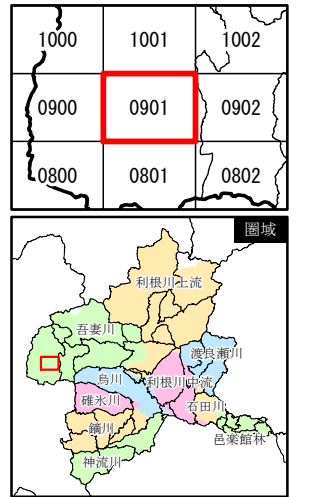 1000 1001 1002
0900 0901 0902
0800 0801 0802
圏域
利根川上流
吾妻川
渡良瀬川
烏川
利根川中流
碓氷川
石田川
鏑川
邑楽館林
神流川